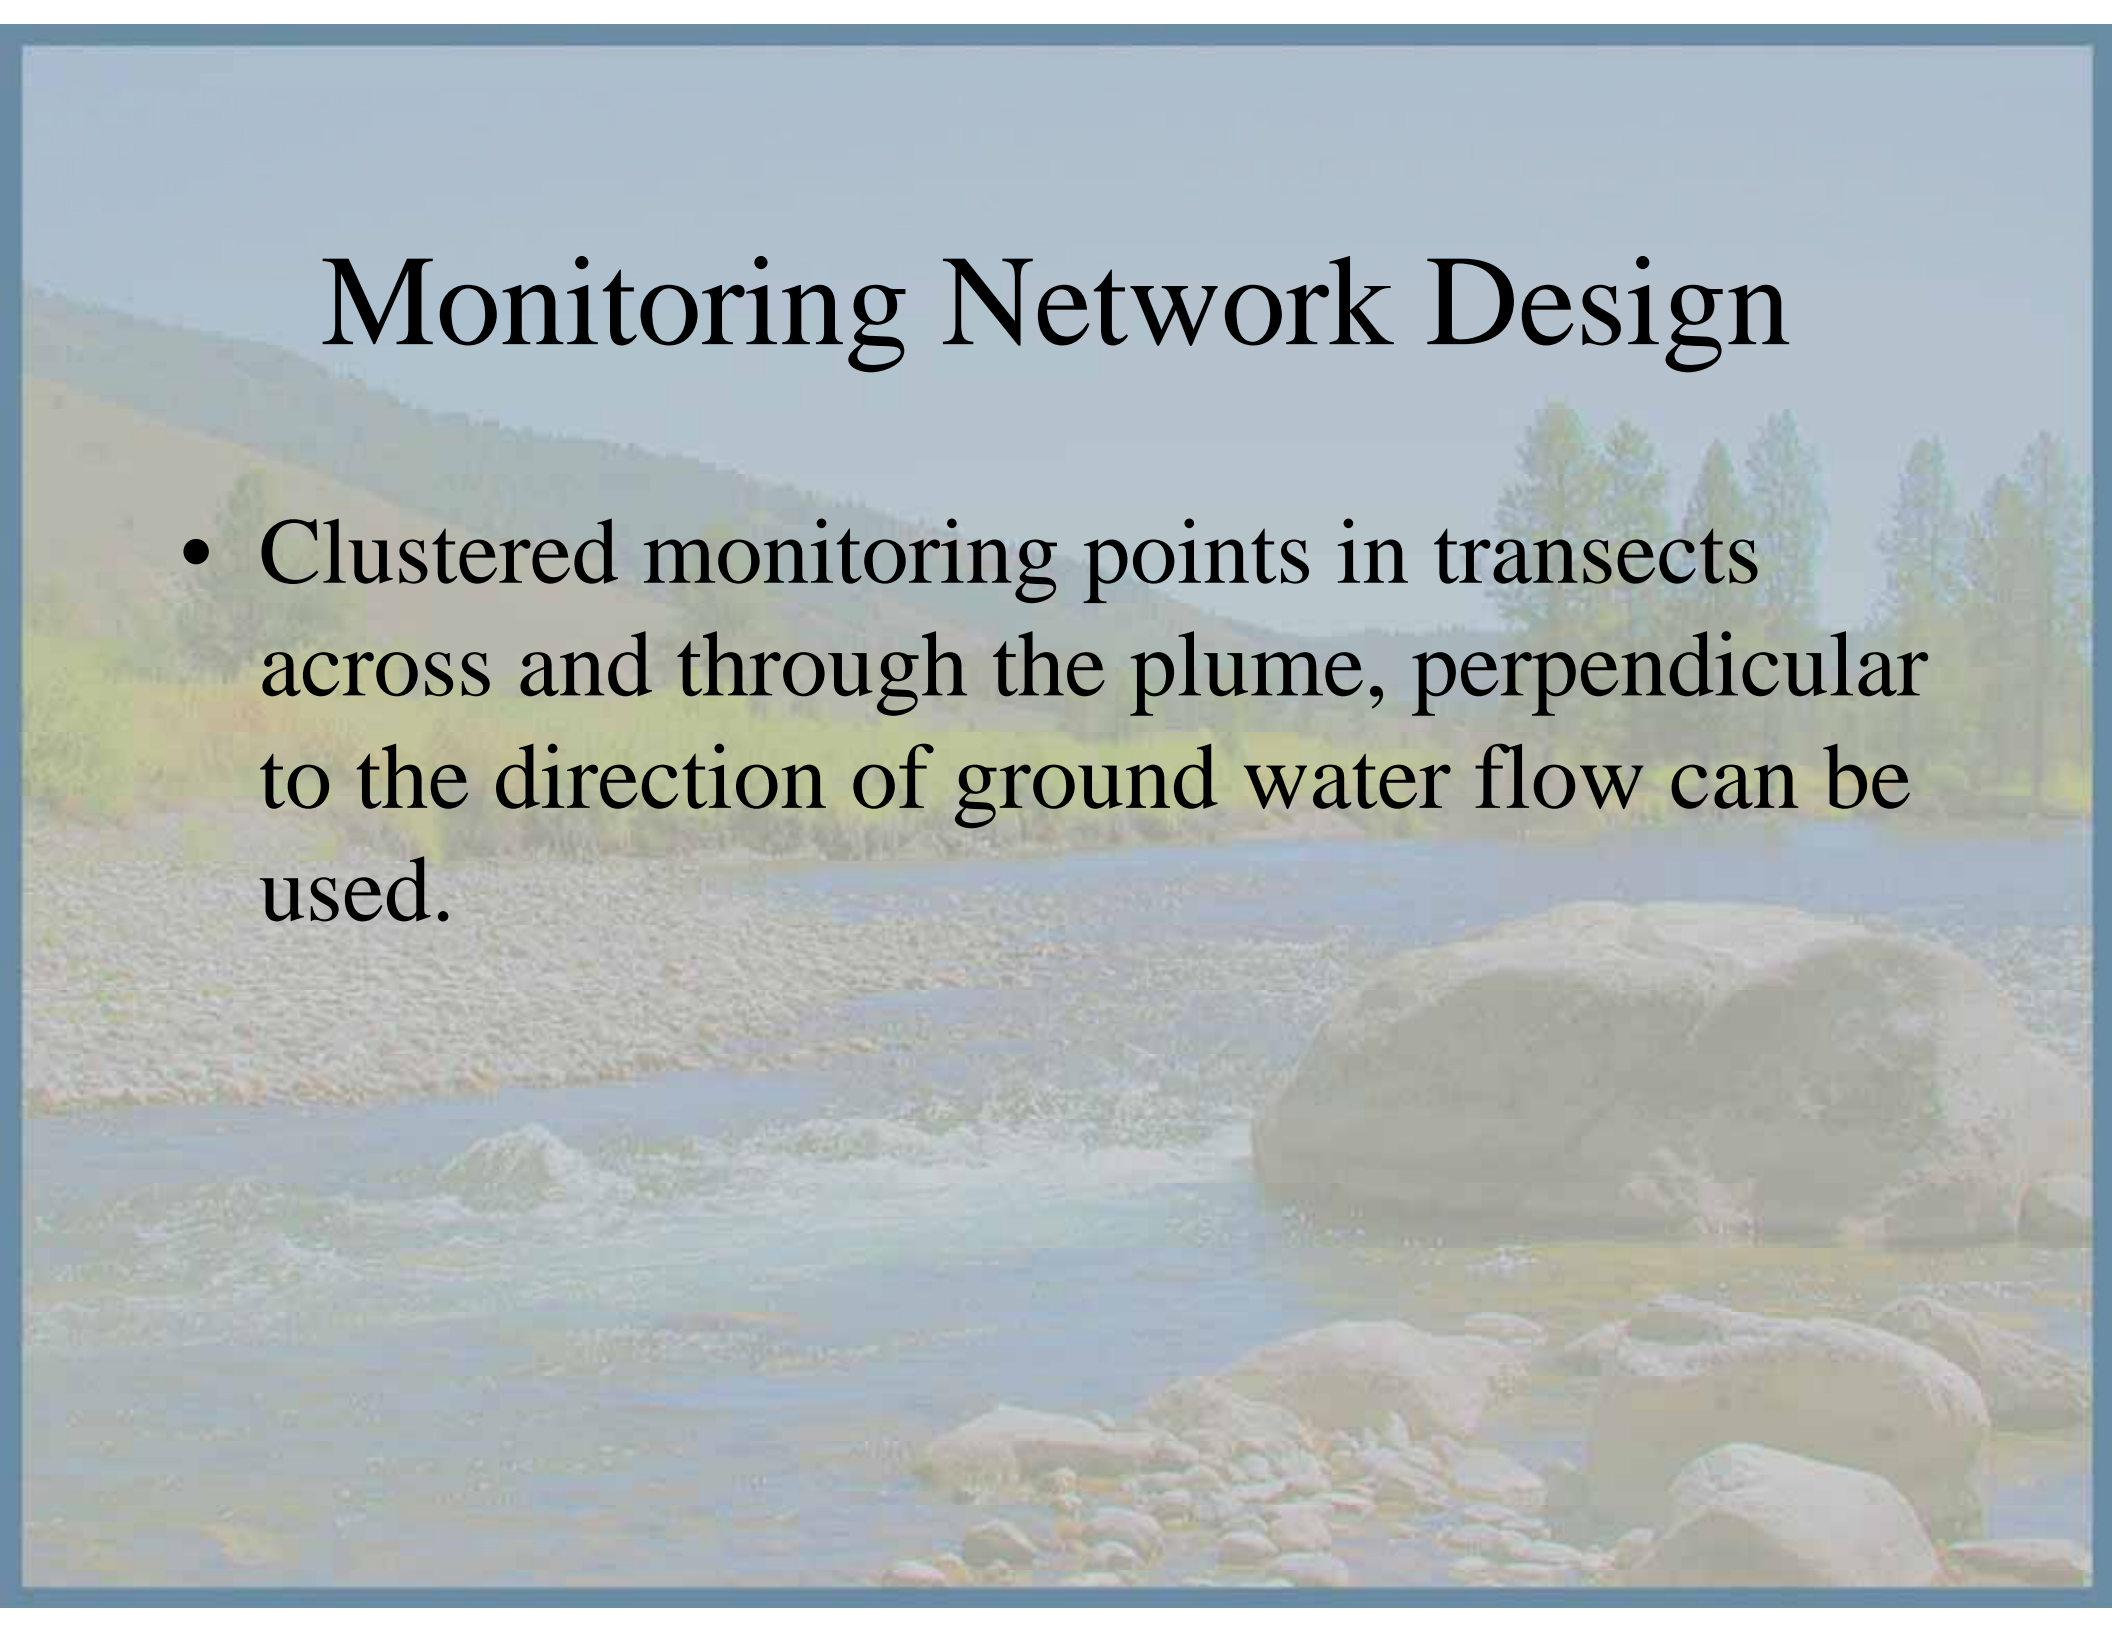 Monitoring Network Design
• Clustered monitoring points in transects
across and through the plume, perpendicular
to the direction of ground water flow can be
used.